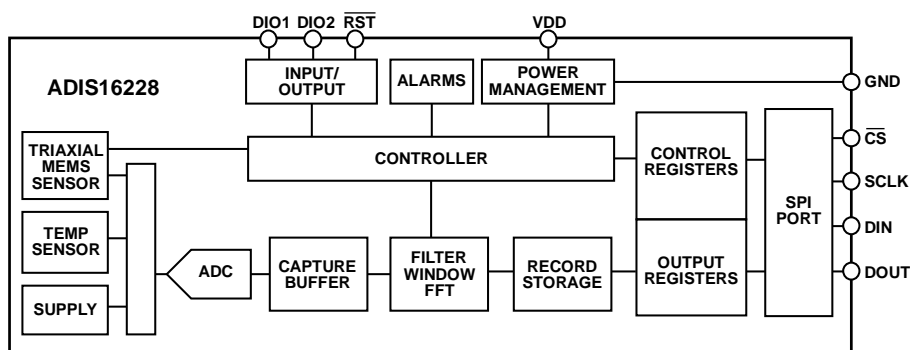 DIO1 DIO2 RST VDD
ADIS16228
INPUT/
OUTPUT
ALARMS
POWER
MANAGEMENT
GND
TRIAXIAL
MEMS
SENSOR
CONTROLLER
CONTROL
REGISTERS
SPI
PORT
CS
SCLK
DIN
DOUT
TEMP
SENSOR
SUPPLY
ADC
CAPTURE
BUFFER
FILTER
WINDOW
FFT
RECORD
STORAGE
OUTPUT
REGISTERS